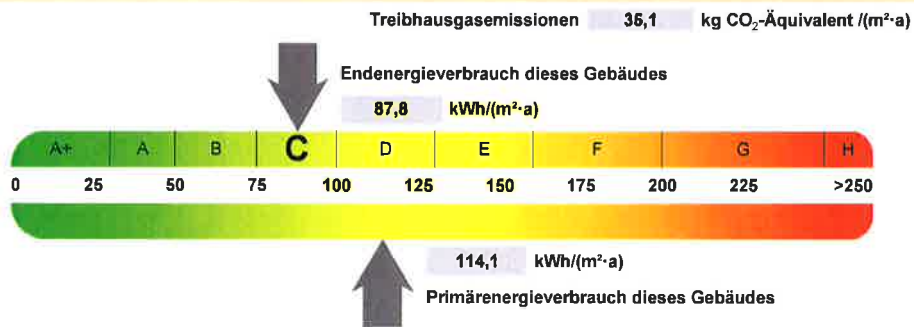 Treibhausgasemissionen 35,1 kg CO₂-Äquivalent /(m²·a)
Endenergieverbrauch dieses Gebäudes
87,8 kWh/(m²·a)
A+ A B C D E F G H
0 25 50 75 100 125 150 175 200 225 >250
114,1 kWh/(m²·a)
Primärenergieverbrauch dieses Gebäudes